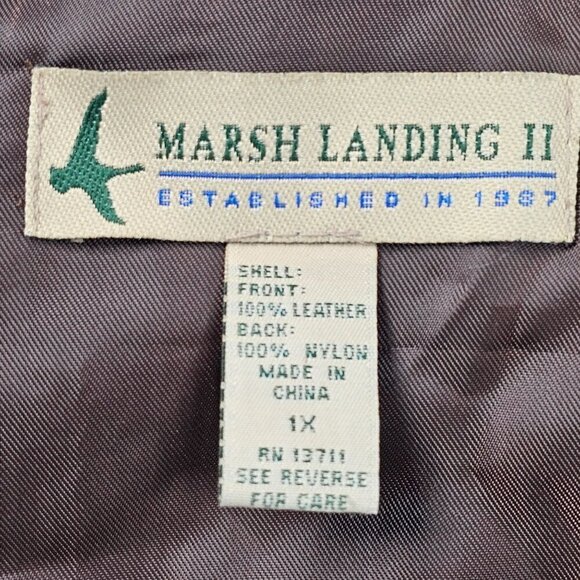 MARSH LANDING II
ESTABLISHED IN 1987
SHELL:
FRONT:
100% LEATHER
BACK:
100% NYLON
MADE IN
CHINA
1X
RN 13711
SEE REVERSE
FOR CARE